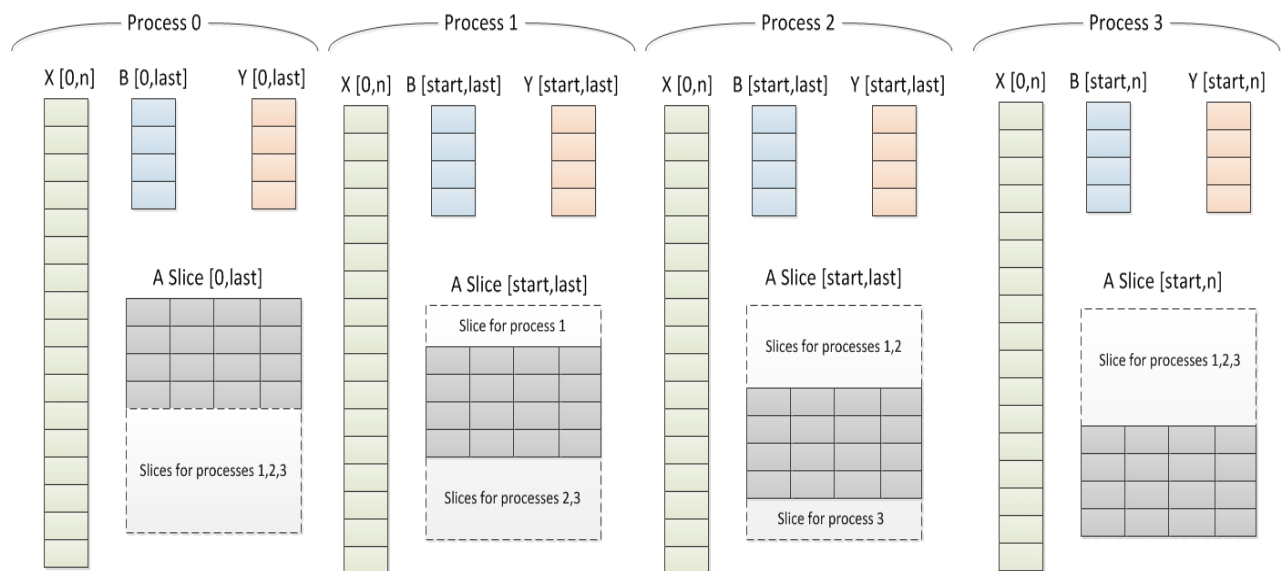 Process 0
X [0,n] B [0,last] Y [0,last]
A Slice [0,last]
Slices for processes 1,2,3
Process 1
X [0,n] B [start,last] Y [start,last]
A Slice [start,last]
Slice for process 1
Slices for processes 2,3
Process 2
X [0,n] B [start,last] Y [start,last]
A Slice [start,last]
Slices for processes 1,2
Slice for process 3
Process 3
X [0,n] B [start,n] Y [start,n]
A Slice [start,n]
Slice for processes 1,2,3